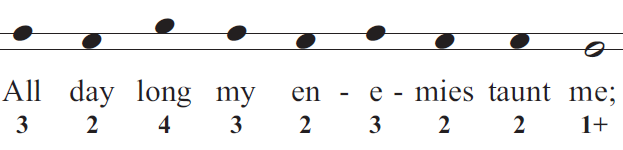 All day long my en - e - mies taunt me;
3 2 4 3 2 3 2 2 1+